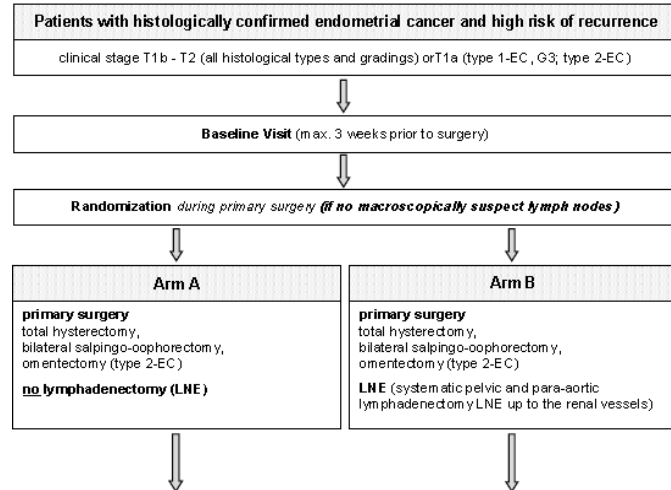 Patients with histologically confirmed endometrial cancer and high risk of recurrence
clinical stage T1b - T2 (all histological types and gradings) orT1a (type 1-EC, G3; type 2-EC)
Baseline Visit (max. 3 weeks prior to surgery)
Randomization during primary surgery (if no macroscopically suspect lymph nodes)
Arm A
primary surgery
total hysterectomy,
bilateral salpingo-oophorectomy,
omentectomy (type 2-EC)
no lymphadenectomy (LNE)
Arm B
primary surgery
total hysterectomy,
bilateral salpingo-oophorectomy,
omentectomy (type 2-EC)
LNE (systematic pelvic and para-aortic
lymphadenectomy LNE up to the renal vessels)